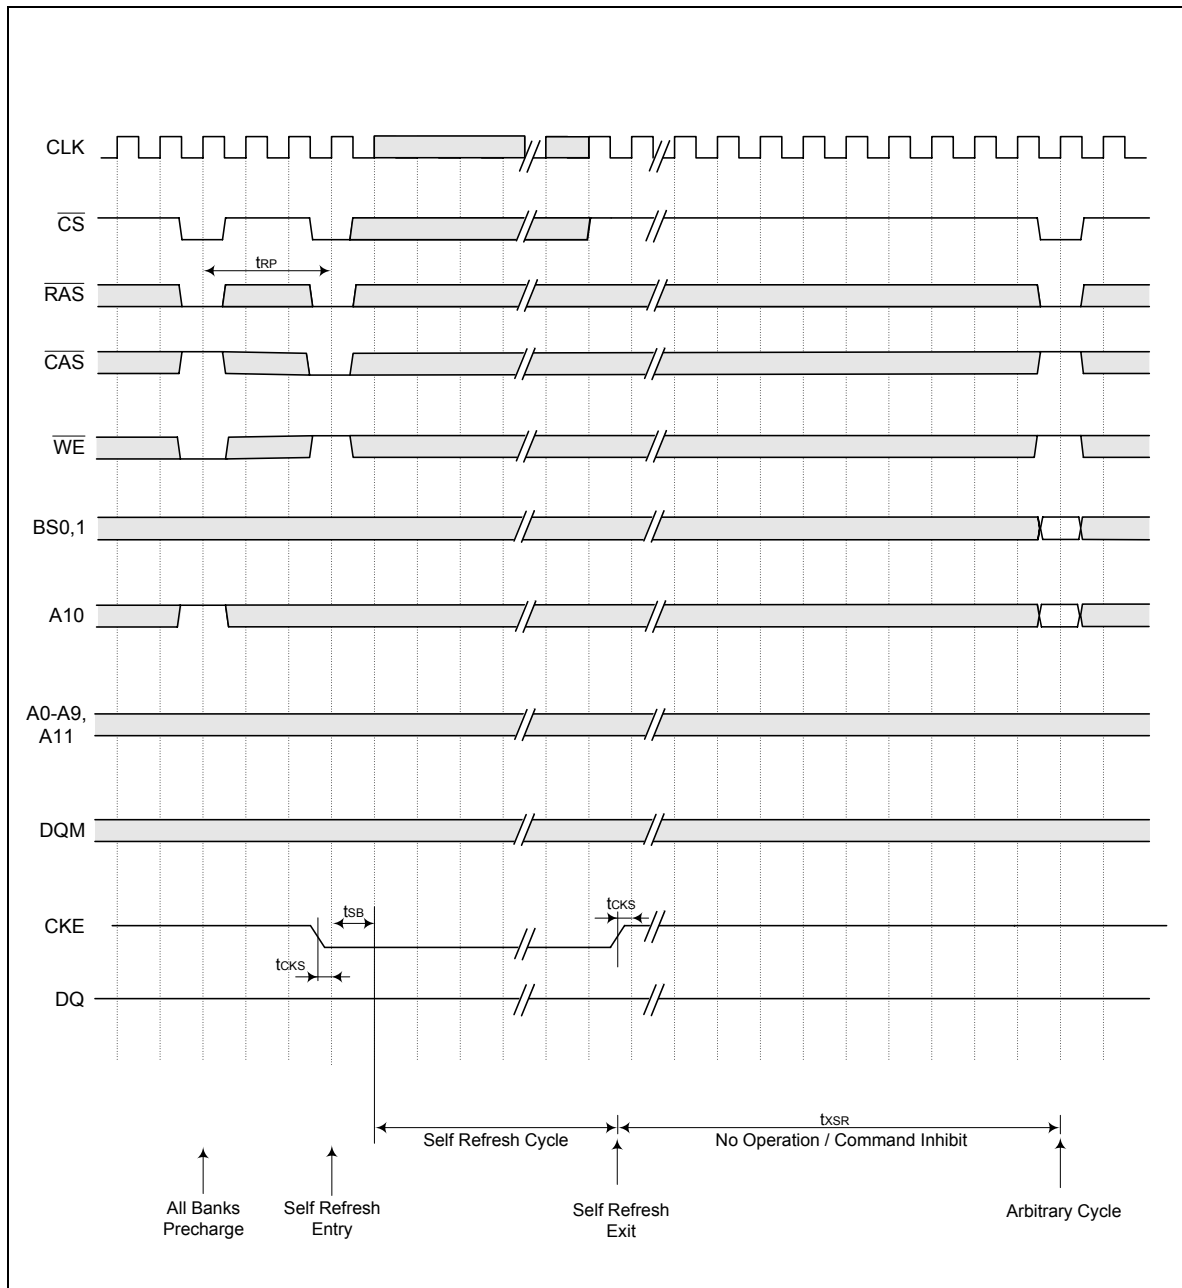 CLK
CS
tRP
RAS
CAS
WE
BS0,1
A10
A0-A9,
A11
DQM
CKE
tSB
tCKS
tCKS
DQ
tXSR
Self Refresh Cycle
No Operation / Command Inhibit
All Banks
Precharge
Self Refresh
Entry
Self Refresh
Exit
Arbitrary Cycle